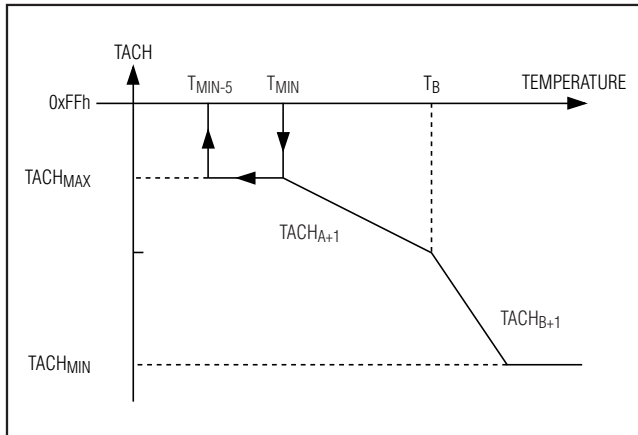 TACH
TMIN-5
TMIN
TB
TEMPERATURE
0xFFh
TACHMAX
TACHA+1
TACHB+1
TACHMIN